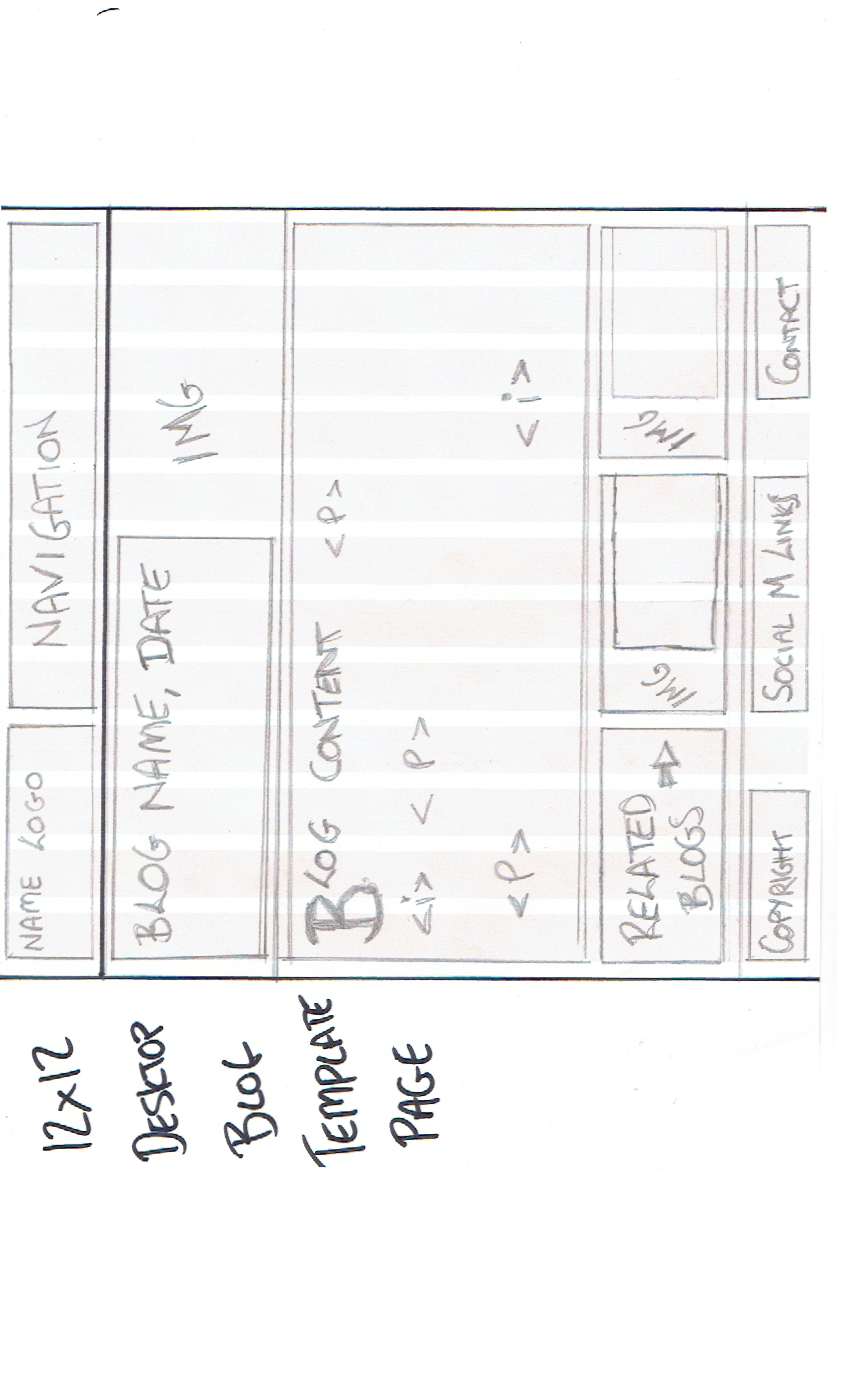 12x12
DESKTOP
BLOG
TEMPLATE
PAGE
NAME LOGO
NAVIGATION
BLOG NAME, DATE
IMG
BLOG CONTENT <P>
<i> <P>
<P> <i>
RELATED
BLOGS
IMG
IMG
COPYRIGHT
SOCIAL M LINKS
CONTACT